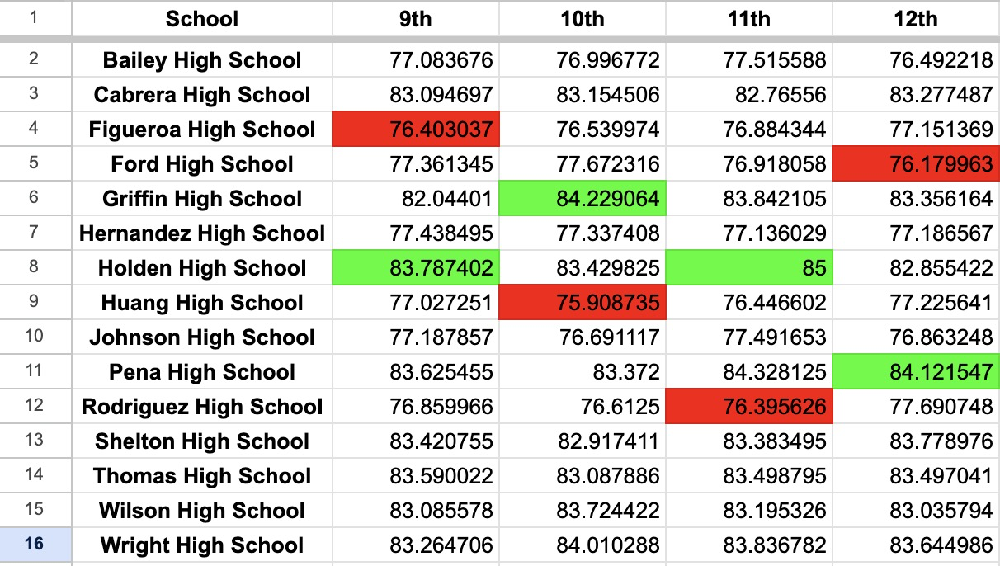 1 School 9th 10th 11th 12th
2 Bailey High School 77.083676 76.996772 77.515588 76.492218
3 Cabrera High School 83.094697 83.154506 82.76556 83.277487
4 Figueroa High School 76.403037 76.539974 76.884344 77.151369
5 Ford High School 77.361345 77.672316 76.918058 76.179963
6 Griffin High School 82.04401 84.229064 83.842105 83.356164
7 Hernandez High School 77.438495 77.337408 77.136029 77.186567
8 Holden High School 83.787402 83.429825 85 82.855422
9 Huang High School 77.027251 75.908735 76.446602 77.225641
10 Johnson High School 77.187857 76.691117 77.491653 76.863248
11 Pena High School 83.625455 83.372 84.328125 84.121547
12 Rodriguez High School 76.859966 76.6125 76.395626 77.690748
13 Shelton High School 83.420755 82.917411 83.383495 83.778976
14 Thomas High School 83.590022 83.087886 83.498795 83.497041
15 Wilson High School 83.085578 83.724422 83.195326 83.035794
16 Wright High School 83.264706 84.010288 83.836782 83.644986